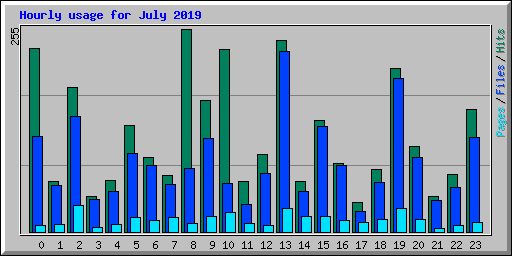 Hourly usage for July 2019
255
Pages / Files / Hits
0 1 2 3 4 5 6 7 8 9 10 11 12 13 14 15 16 17 18 19 20 21 22 23